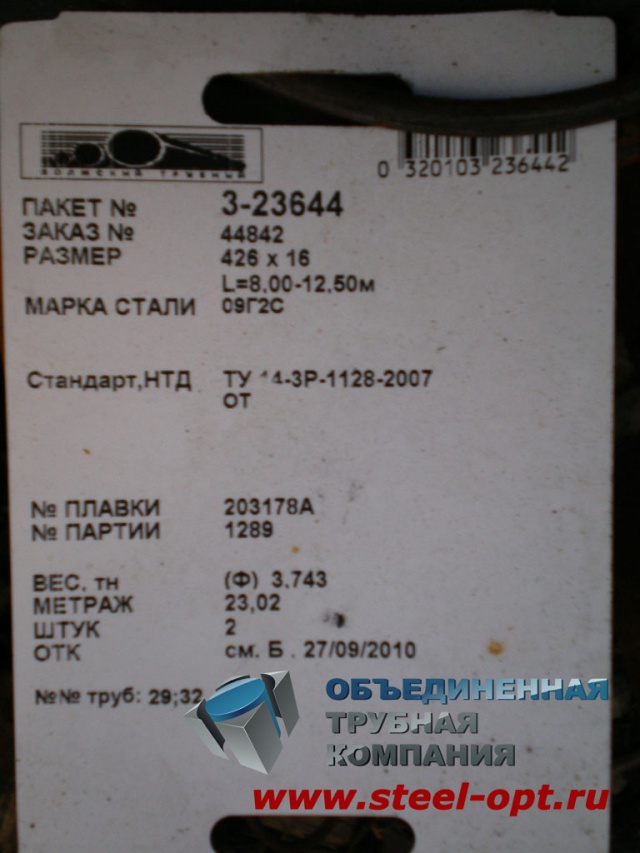 0 320103 236442
ВОЛЖСКИЙ ТРУБНЫЙ
ПАКЕТ № 3-23644
ЗАКАЗ № 44842
РАЗМЕР 426 x 16
L=8,00-12,50м
МАРКА СТАЛИ 09Г2С
Стандарт,НТД ТУ 14-3Р-1128-2007
ОТ
№ ПЛАВКИ 203178А
№ ПАРТИИ 1289
ВЕС, тн (Ф) 3,743
МЕТРАЖ 23,02
ШТУК 2
ОТК см. Б . 27/09/2010
№№ труб: 29;32
ОБЪЕДИНЕННАЯ
ТРУБНАЯ
КОМПАНИЯ
www.steel-opt.ru